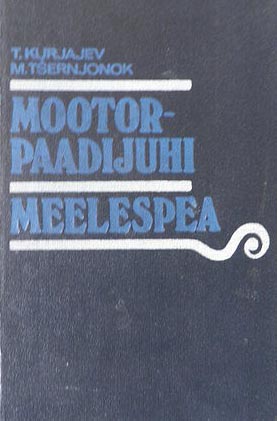 T. KURJAJEV
M. TŠERNJONOK
MOOTOR-
PAADIJUHI
MEELESPEA